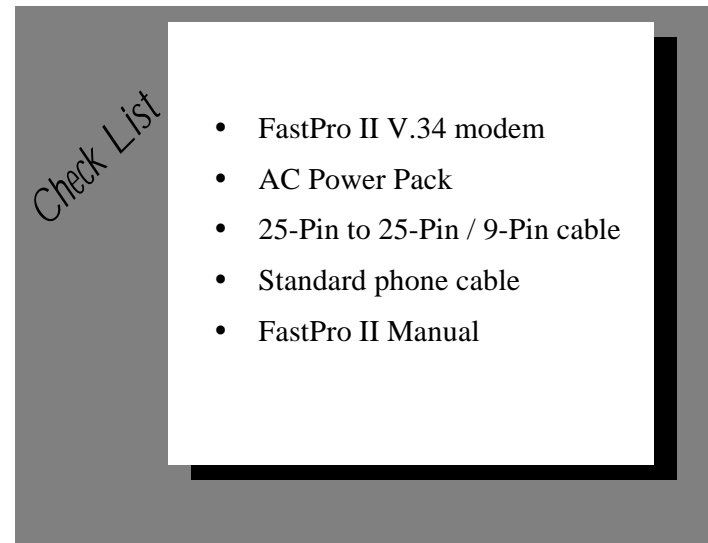 Check List
• FastPro II V.34 modem
• AC Power Pack
• 25-Pin to 25-Pin / 9-Pin cable
• Standard phone cable
• FastPro II Manual